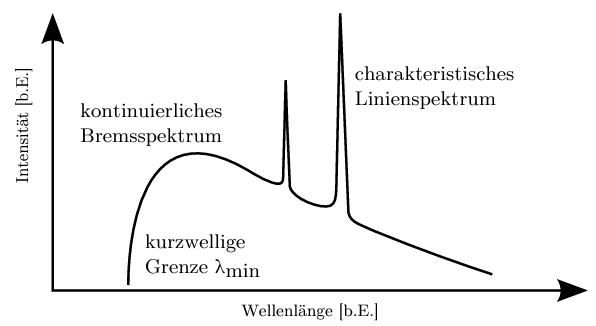 Intensität [b.E.]
kontinuierliches
Bremsspektrum
charakteristisches
Linienspektrum
kurzwellige
Grenze λmin
Wellenlänge [b.E.]